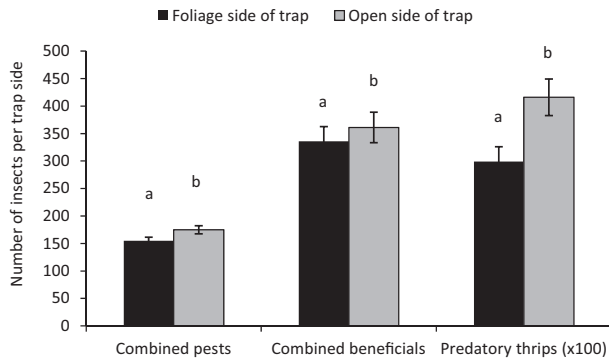 Foliage side of trap Open side of trap
Number of insects per trap side
500
450
400
350
300
250
200
150
100
50
0
a b
a b
a b
Combined pests Combined beneficials Predatory thrips (x100)